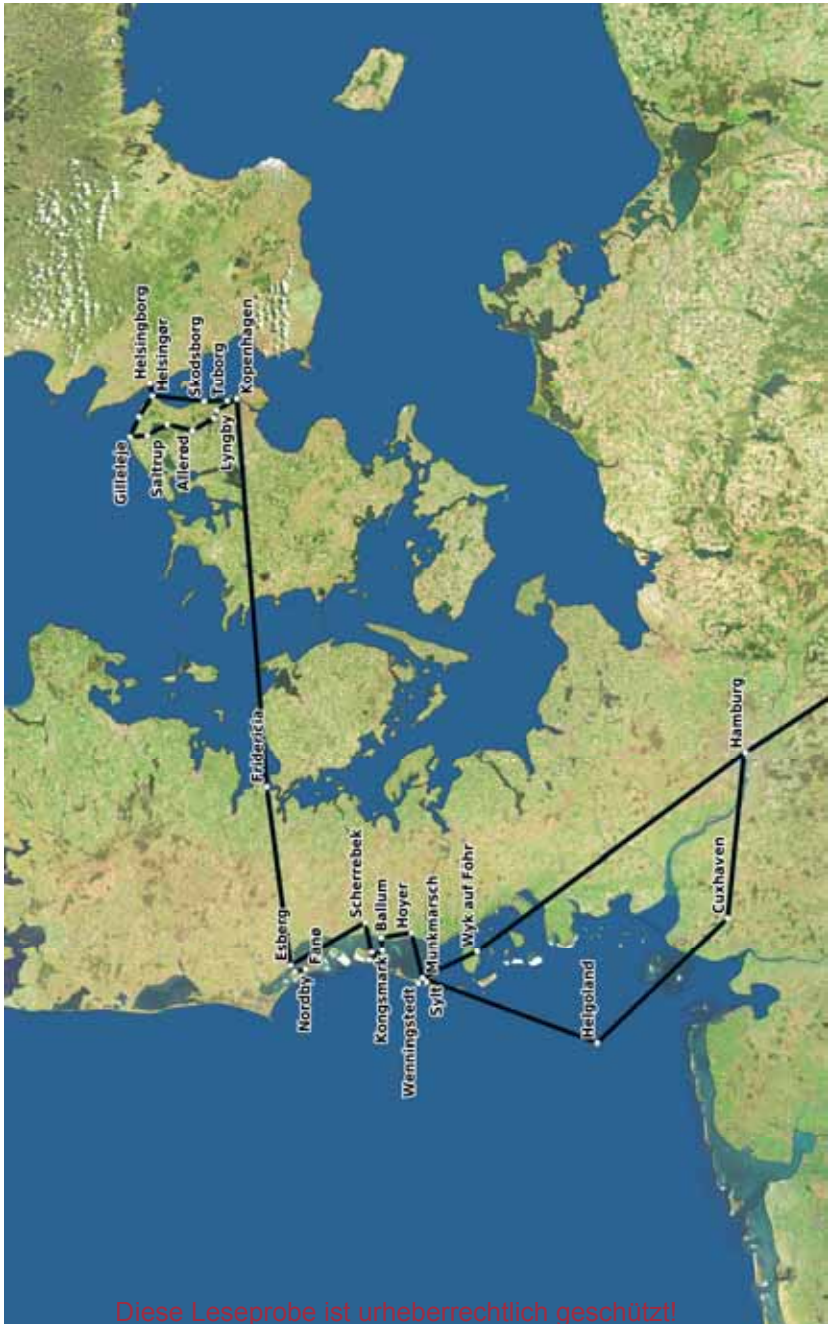 Helsingborg
Helsingør
Gilleleje
Saltrup
Allerød
Skodsborg
Tuborg
Lyngby
Kopenhagen
Fridericia
Esberg
Nordby
Fanø
Scherrebek
Kongsmark
Ballum
Hoyer
Wenningstedt
Sylt
Munkmarsch
Wyk auf Föhr
Helgoland
Cuxhaven
Hamburg
Diese Leseprobe ist urheberrechtlich geschützt!